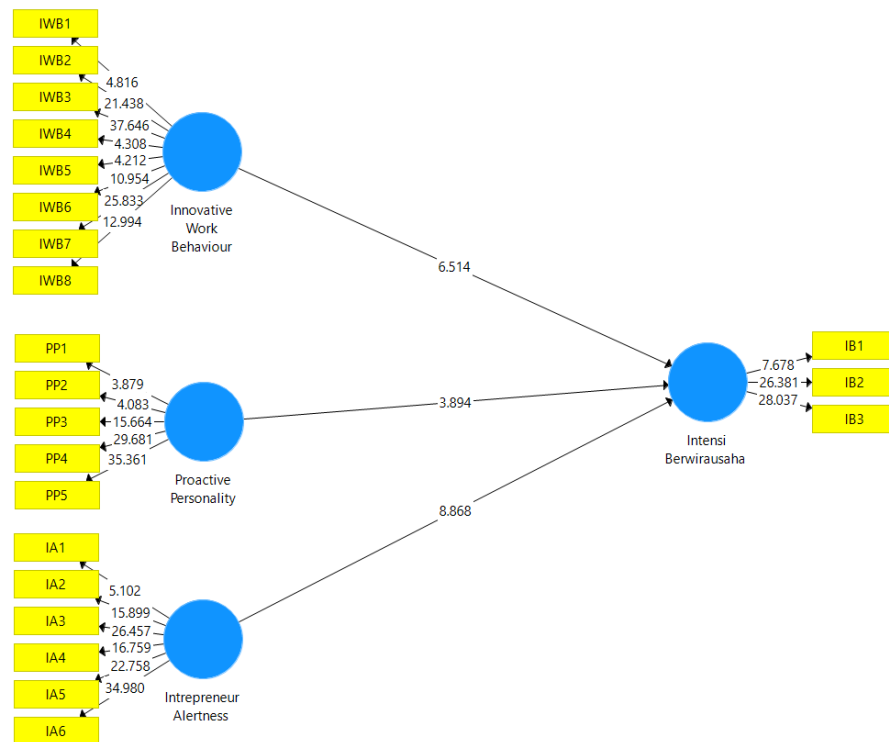 IWB1
IWB2
IWB3
IWB4
IWB5
IWB6
IWB7
IWB8
4.816
21.438
37.646
4.308
4.212
10.954
25.833
12.994
Innovative
Work
Behaviour
6.514
PP1
PP2
PP3
PP4
PP5
3.879
4.083
15.664
29.681
35.361
Proactive
Personality
3.894
IA1
IA2
IA3
IA4
IA5
IA6
5.102
15.899
26.457
16.759
22.758
34.980
Intrepreneur
Alertness
8.868
Intensi
Berwirausaha
7.678
26.381
28.037
IB1
IB2
IB3